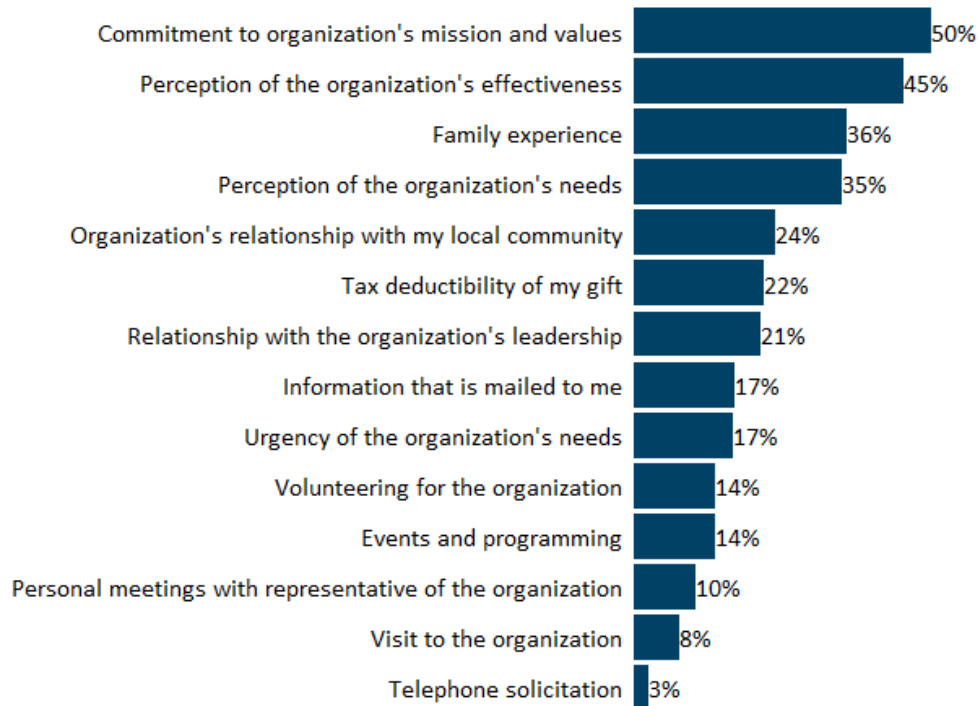 Commitment to organization's mission and values 50%
Perception of the organization's effectiveness 45%
Family experience 36%
Perception of the organization's needs 35%
Organization's relationship with my local community 24%
Tax deductibility of my gift 22%
Relationship with the organization's leadership 21%
Information that is mailed to me 17%
Urgency of the organization's needs 17%
Volunteering for the organization 14%
Events and programming 14%
Personal meetings with representative of the organization 10%
Visit to the organization 8%
Telephone solicitation 3%